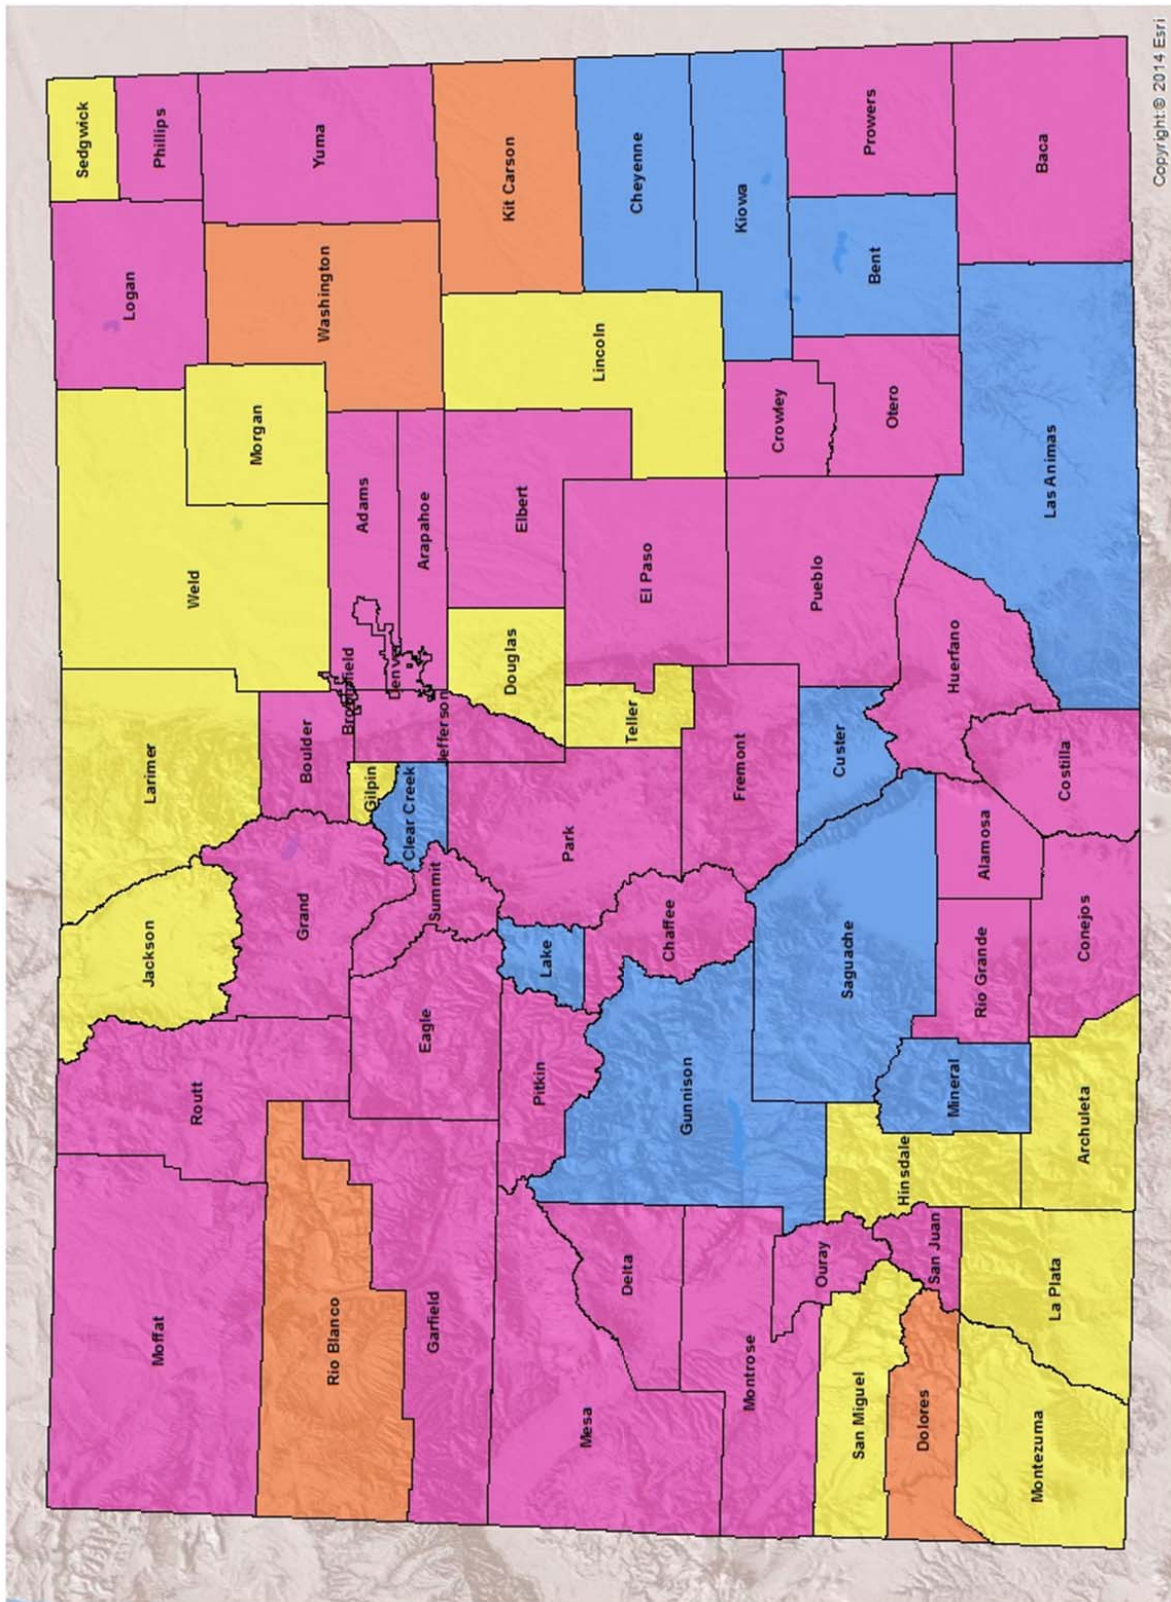 Sedgwick
Moffat
Routt
Jackson
Larimer
Weld
Logan
Phillips
Morgan
Rio Blanco
Grand
Boulder
Washington
Yuma
Broomfield
Gilpin
Adams
Denver
Garfield
Eagle
Summit
Clear Creek
Jefferson
Arapahoe
Pitkin
Lake
Park
Douglas
Elbert
Kit Carson
Mesa
Delta
Lincoln
Teller
El Paso
Cheyenne
Gunnison
Chaffee
Fremont
Montrose
Kiowa
Ouray
Crowley
Pueblo
Saguache
Custer
San Miguel
Otero
Bent
Prowers
Hinsdale
Dolores
San Juan
Mineral
Rio Grande
Alamosa
Huerfano
Montezuma
La Plata
Archuleta
Conejos
Costilla
Las Animas
Baca
Copyright:© 2014 Esri